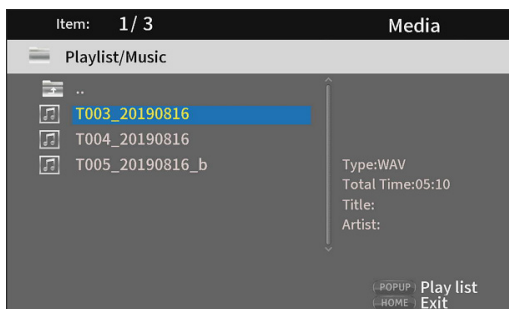 Item: 1/ 3 Media
Playlist/Music
..
T003_20190816
T004_20190816
T005_20190816_b
Type:WAV
Total Time:05:10
Title:
Artist:
POPUP Play list
HOME Exit